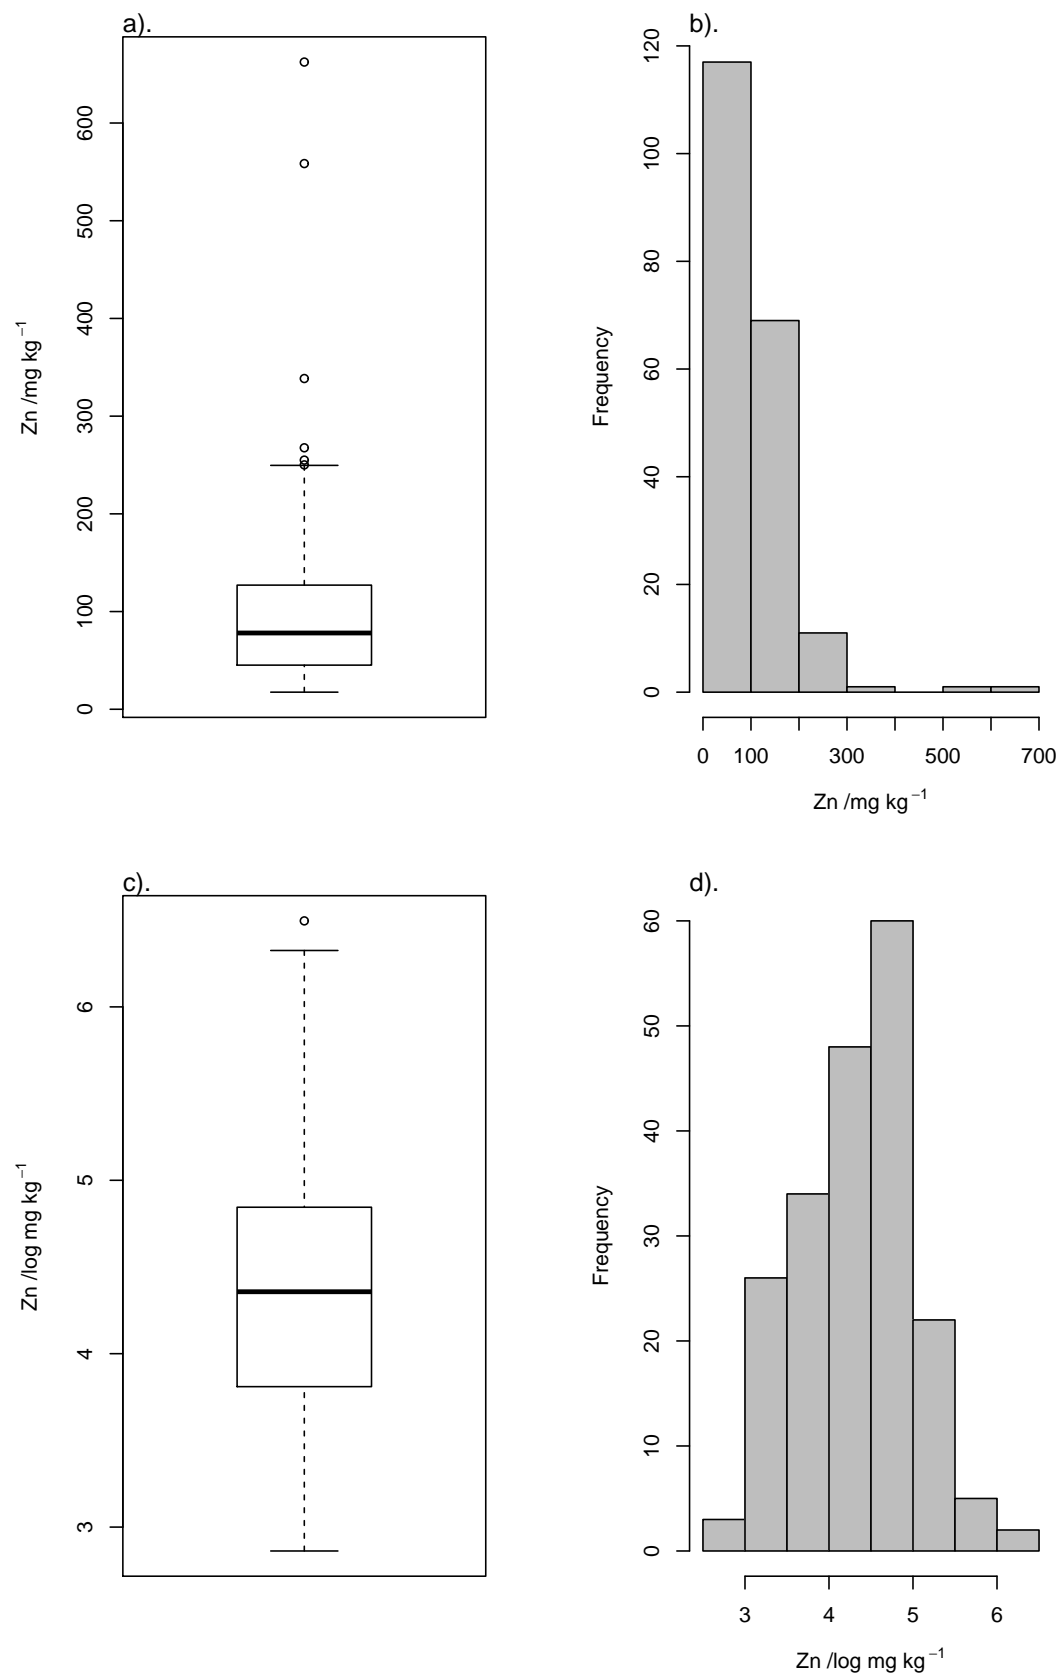 a).
600
500
400
300
200
100
0
Zn /mg kg⁻¹
b).
120
100
80
60
40
20
0
Frequency
0 100 300 500 700
Zn /mg kg⁻¹
c).
6
5
4
3
Zn /log mg kg⁻¹
d).
60
50
40
30
20
10
0
Frequency
3 4 5 6
Zn /log mg kg⁻¹